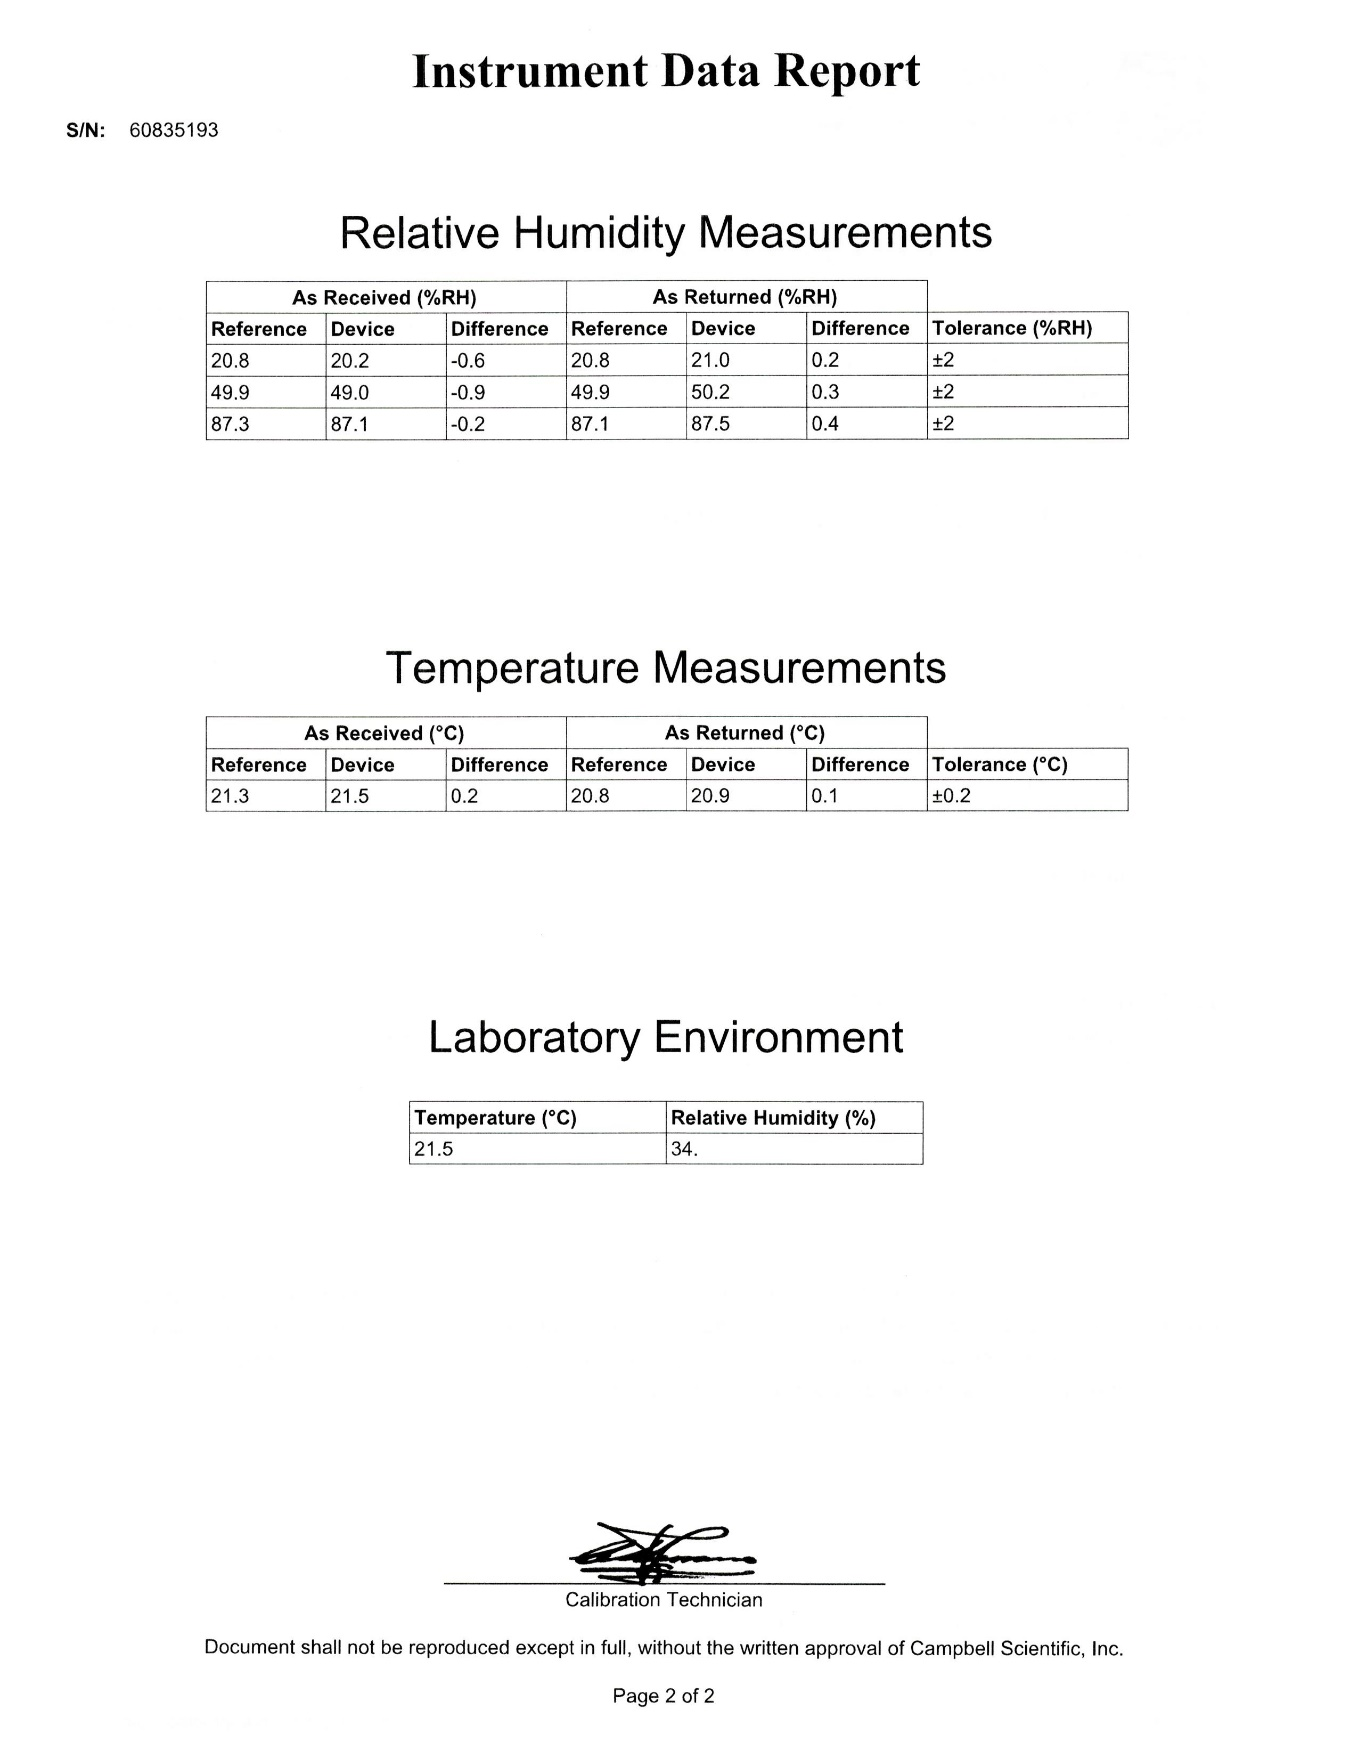 Instrument Data Report
S/N: 60835193
Relative Humidity Measurements
As Received (%RH) As Returned (%RH)
Reference Device Difference Reference Device Difference Tolerance (%RH)
20.8 20.2 -0.6 20.8 21.0 0.2 ±2
49.9 49.0 -0.9 49.9 50.2 0.3 ±2
87.3 87.1 -0.2 87.1 87.5 0.4 ±2
Temperature Measurements
As Received (°C) As Returned (°C)
Reference Device Difference Reference Device Difference Tolerance (°C)
21.3 21.5 0.2 20.8 20.9 0.1 ±0.2
Laboratory Environment
Temperature (°C) Relative Humidity (%)
21.5 34.
Calibration Technician
Document shall not be reproduced except in full, without the written approval of Campbell Scientific, Inc.
Page 2 of 2